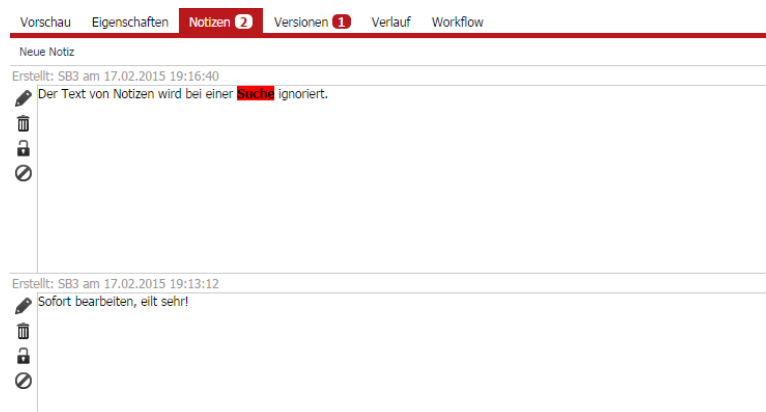 Vorschau Eigenschaften Notizen 2 Versionen 1 Verlauf Workflow
Neue Notiz
Erstellt: SB3 am 17.02.2015 19:16:40
Der Text von Notizen wird bei einer Suche ignoriert.
Erstellt: SB3 am 17.02.2015 19:13:12
Sofort bearbeiten, eilt sehr!